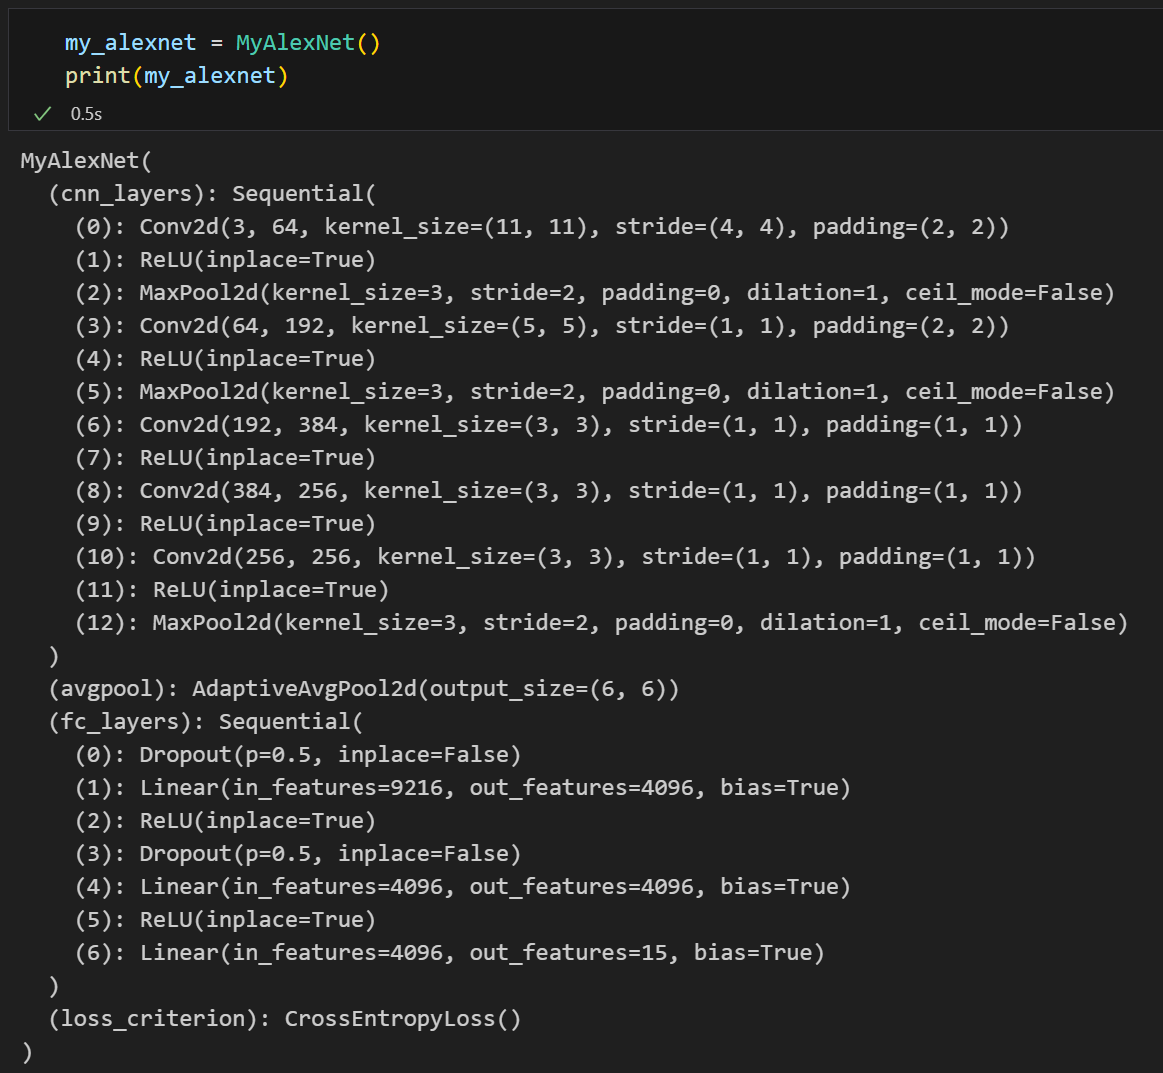 my_alexnet = MyAlexNet()
print(my_alexnet)
0.5s
MyAlexNet(
  (cnn_layers): Sequential(
    (0): Conv2d(3, 64, kernel_size=(11, 11), stride=(4, 4), padding=(2, 2))
    (1): ReLU(inplace=True)
    (2): MaxPool2d(kernel_size=3, stride=2, padding=0, dilation=1, ceil_mode=False)
    (3): Conv2d(64, 192, kernel_size=(5, 5), stride=(1, 1), padding=(2, 2))
    (4): ReLU(inplace=True)
    (5): MaxPool2d(kernel_size=3, stride=2, padding=0, dilation=1, ceil_mode=False)
    (6): Conv2d(192, 384, kernel_size=(3, 3), stride=(1, 1), padding=(1, 1))
    (7): ReLU(inplace=True)
    (8): Conv2d(384, 256, kernel_size=(3, 3), stride=(1, 1), padding=(1, 1))
    (9): ReLU(inplace=True)
    (10): Conv2d(256, 256, kernel_size=(3, 3), stride=(1, 1), padding=(1, 1))
    (11): ReLU(inplace=True)
    (12): MaxPool2d(kernel_size=3, stride=2, padding=0, dilation=1, ceil_mode=False)
  )
  (avgpool): AdaptiveAvgPool2d(output_size=(6, 6))
  (fc_layers): Sequential(
    (0): Dropout(p=0.5, inplace=False)
    (1): Linear(in_features=9216, out_features=4096, bias=True)
    (2): ReLU(inplace=True)
    (3): Dropout(p=0.5, inplace=False)
    (4): Linear(in_features=4096, out_features=4096, bias=True)
    (5): ReLU(inplace=True)
    (6): Linear(in_features=4096, out_features=15, bias=True)
  )
  (loss_criterion): CrossEntropyLoss()
)